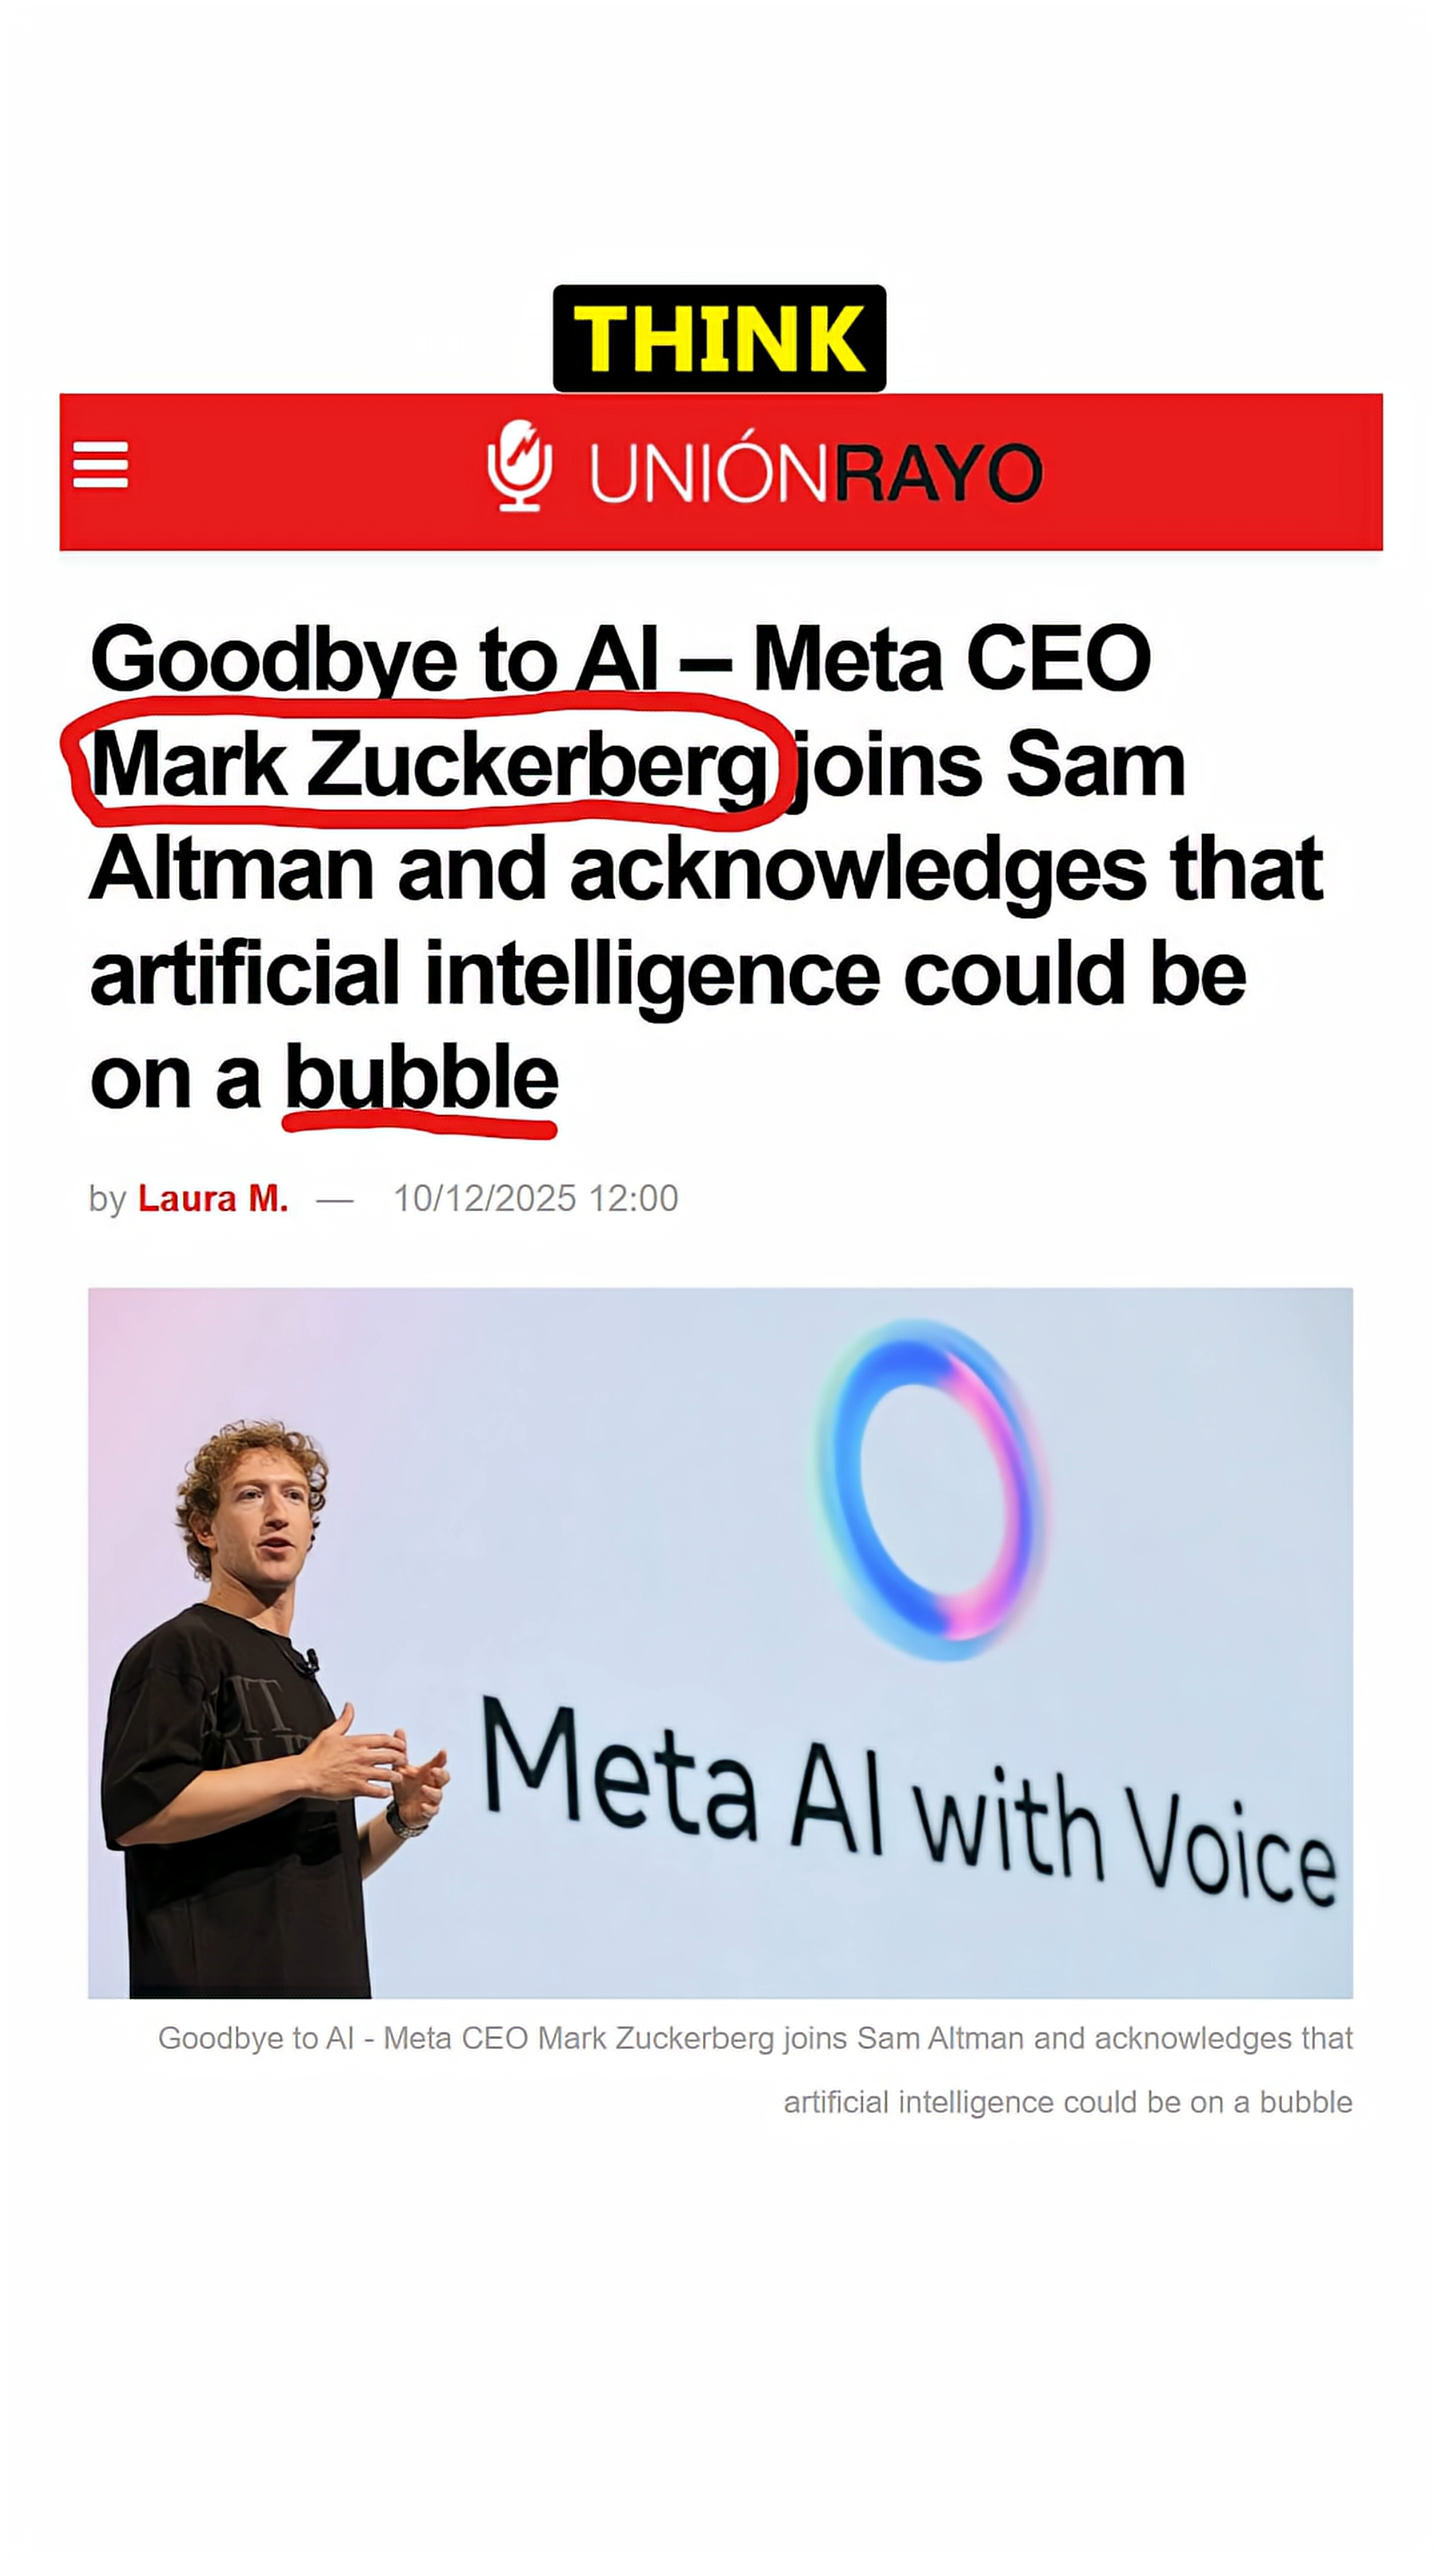 THINK
UNIÓNRAYO
Goodbye to AI – Meta CEO
Mark Zuckerberg joins Sam
Altman and acknowledges that
artificial intelligence could be
on a bubble
by Laura M. — 10/12/2025 12:00
Meta AI with Voice
Goodbye to AI - Meta CEO Mark Zuckerberg joins Sam Altman and acknowledges that
artificial intelligence could be on a bubble